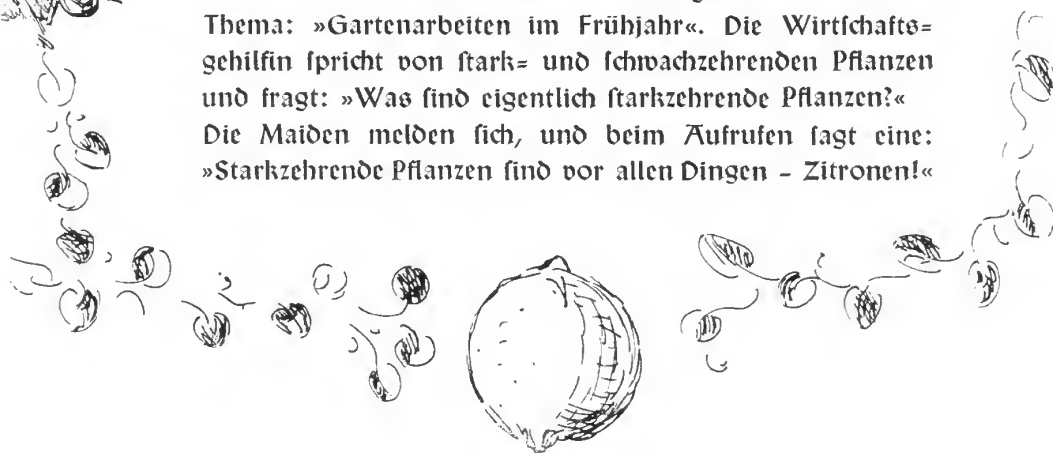 Thema: »Gartenarbeiten im Frühjahr«. Die Wirtſchafts=
gehilfin ſpricht von ſtark= und ſchwachzehrenden Pflanzen
und fragt: »Was ſind eigentlich ſtarkzehrende Pflanzen?«
Die Maiden melden ſich, und beim Aufrufen ſagt eine:
»Starkzehrende Pflanzen ſind vor allen Dingen – Zitronen!«